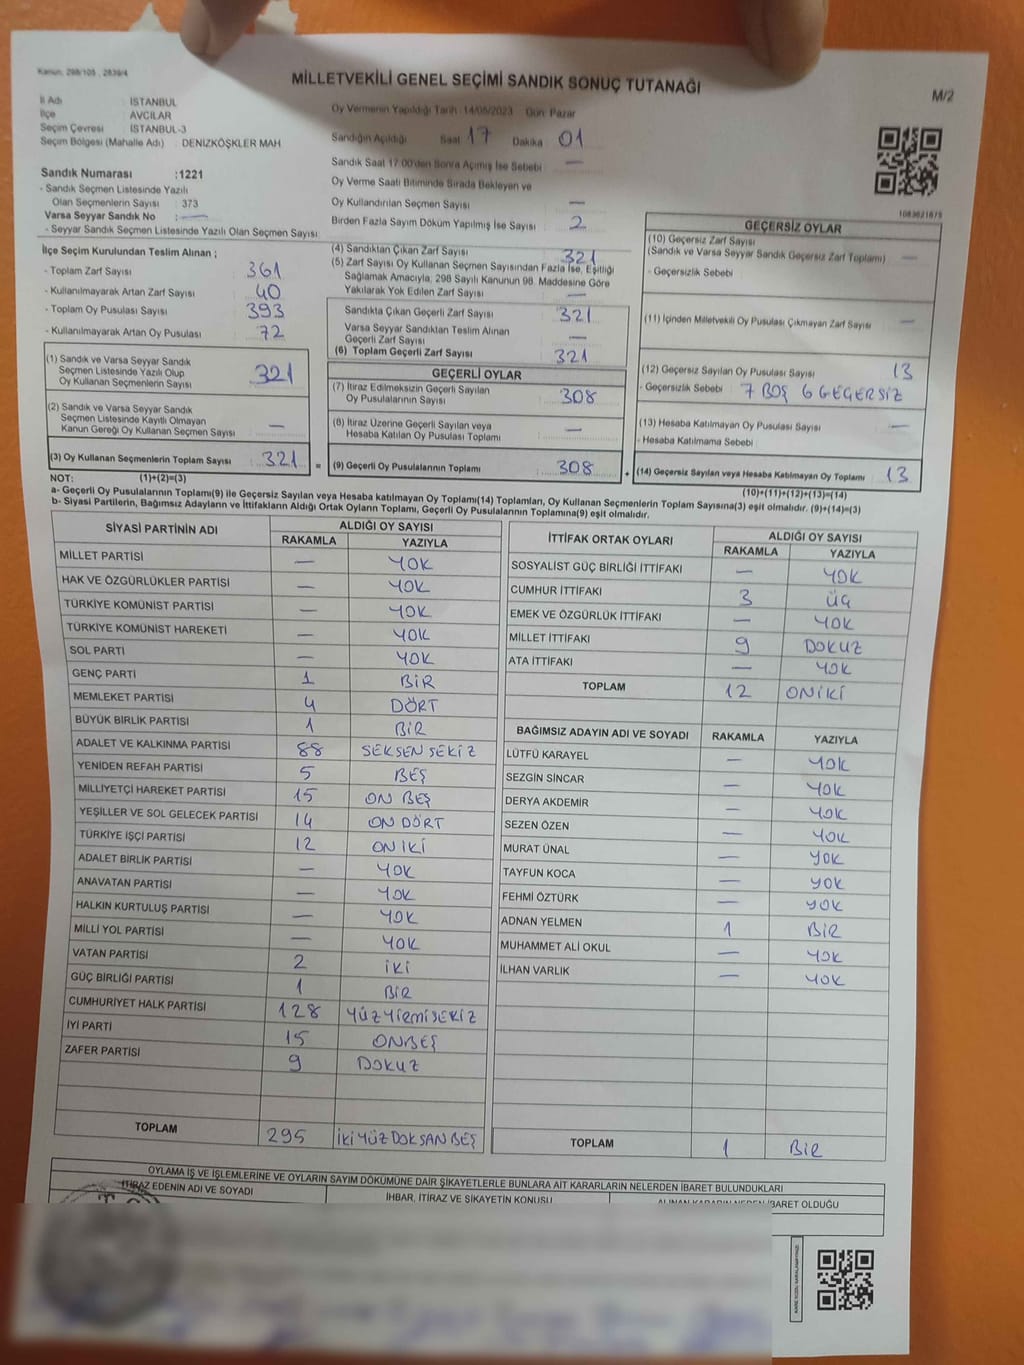 Kanun: 298/105 , 2839/4
MİLLETVEKİLİ GENEL SEÇİMİ SANDIK SONUÇ TUTANAĞI
M/2
İl Adı : İSTANBUL
İlçe : AVCILAR
Seçim Çevresi : İSTANBUL-3
Seçim Bölgesi (Mahalle Adı) : DENİZKÖŞKLER MAH
Oy Vermenin Yapıldığı Tarih : 14/05/2023 Gün: Pazar
Sandığın Açıldığı Saat 17 Dakika 01
Sandık Saat 17:00'den Sonra Açımış İse Sebebi : —
Oy Verme Saati Bitiminde Sırada Bekleyen ve
Oy Kullandırılan Seçmen Sayısı —
Birden Fazla Sayım Döküm Yapılmış İse Sayısı 2
Sandık Numarası :1221
- Sandık Seçmen Listesinde Yazılı
Olan Seçmenlerin Sayısı : 373
Varsa Seyyar Sandık No : —
- Seyyar Sandık Seçmen Listesinde Yazılı Olan Seçmen Sayısı:
1083621875
İlçe Seçim Kurulundan Teslim Alınan ;
- Toplam Zarf Sayısı 361
- Kullanılmayarak Artan Zarf Sayısı 40
- Toplam Oy Pusulası Sayısı 393
- Kullanılmayarak Artan Oy Pusulası 72
(1) Sandık ve Varsa Seyyar Sandık
Seçmen Listesinde Yazılı Olup
Oy Kullanan Seçmenlerin Sayısı 321
(2) Sandık ve Varsa Seyyar Sandık
Seçmen Listesinde Kayıtlı Olmayan
Kanun Gereği Oy Kullanan Seçmen Sayısı —
(3) Oy Kullanan Seçmenlerin Toplam Sayısı 321
(4) Sandıktan Çıkan Zarf Sayısı 321
(5) Zarf Sayısı Oy Kullanan Seçmen Sayısından Fazla İse, Eşitliği
Sağlamak Amacıyla, 298 Sayılı Kanunun 98. Maddesine Göre
Yakılarak Yok Edilen Zarf Sayısı —
Sandıkta Çıkan Geçerli Zarf Sayısı 321
Varsa Seyyar Sandıktan Teslim Alınan
Geçerli Zarf Sayısı —
(6) Toplam Geçerli Zarf Sayısı 321
GEÇERLİ OYLAR
(7) İtiraz Edilmeksizin Geçerli Sayılan
Oy Pusulalarının Sayısı 308
(8) İtiraz Üzerine Geçerli Sayılan veya
Hesaba Katılan Oy Pusulası Toplamı —
= (9) Geçerli Oy Pusulalarının Toplamı 308
GEÇERSİZ OYLAR
(10) Geçersiz Zarf Sayısı
(Sandık ve Varsa Seyyar Sandık Geçersiz Zarf Toplamı) —
- Geçersizlik Sebebi
(11) İçinden Milletvekili Oy Pusulası Çıkmayan Zarf Sayısı —
(12) Geçersiz Sayılan Oy Pusulası Sayısı 13
- Geçersizlik Sebebi : 7 BOŞ 6 GEÇERSİZ
(13) Hesaba Katılmayan Oy Pusulası Sayısı —
- Hesaba Katılmama Sebebi :
+ (14) Geçersiz Sayılan veya Hesaba Katılmayan Oy Toplamı 13
NOT: (1)+(2)=(3)
(10)+(11)+(12)+(13)=(14)
a- Geçerli Oy Pusulalarının Toplamı(9) ile Geçersiz Sayılan veya Hesaba katılmayan Oy Toplamı(14) Toplamları, Oy Kullanan Seçmenlerin Toplam Sayısına(3) eşit olmalıdır. (9)+(14)=(3)
b- Siyasi Partilerin, Bağımsız Adayların ve İttifakların Aldığı Ortak Oyların Toplamı, Geçerli Oy Pusulalarının Toplamına(9) eşit olmalıdır.
SİYASİ PARTİNİN ADI ALDIĞI OY SAYISI
RAKAMLA YAZIYLA
MİLLET PARTİSİ — YOK
HAK VE ÖZGÜRLÜKLER PARTİSİ — YOK
TÜRKİYE KOMÜNİST PARTİSİ — YOK
TÜRKİYE KOMÜNİST HAREKETİ — YOK
SOL PARTİ — YOK
GENÇ PARTİ 1 BİR
MEMLEKET PARTİSİ 4 DÖRT
BÜYÜK BİRLİK PARTİSİ 1 BİR
ADALET VE KALKINMA PARTİSİ 88 SEKSEN SEKİZ
YENİDEN REFAH PARTİSİ 5 BEŞ
MİLLİYETÇİ HAREKET PARTİSİ 15 ON BEŞ
YEŞİLLER VE SOL GELECEK PARTİSİ 14 ON DÖRT
TÜRKİYE İŞÇİ PARTİSİ 12 ON İKİ
ADALET BİRLİK PARTİSİ — YOK
ANAVATAN PARTİSİ — YOK
HALKIN KURTULUŞ PARTİSİ — YOK
MİLLİ YOL PARTİSİ — YOK
VATAN PARTİSİ 2 İKİ
GÜÇ BİRLİĞİ PARTİSİ 1 BİR
CUMHURİYET HALK PARTİSİ 128 YÜZ YİRMİ SEKİZ
İYİ PARTİ 15 ONBEŞ
ZAFER PARTİSİ 9 DOKUZ
TOPLAM 295 İKİ YÜZ DOKSAN BEŞ
İTTİFAK ORTAK OYLARI ALDIĞI OY SAYISI
RAKAMLA YAZIYLA
SOSYALİST GÜÇ BİRLİĞİ İTTİFAKI — YOK
CUMHUR İTTİFAKI 3 ÜÇ
EMEK VE ÖZGÜRLÜK İTTİFAKI — YOK
MİLLET İTTİFAKI 9 DOKUZ
ATA İTTİFAKI — YOK
TOPLAM 12 ONİKİ
BAĞIMSIZ ADAYIN ADI VE SOYADI RAKAMLA YAZIYLA
LÜTFÜ KARAYEL — YOK
SEZGİN SİNCAR — YOK
DERYA AKDEMİR — YOK
SEZEN ÖZEN — YOK
MURAT ÜNAL — YOK
TAYFUN KOCA — YOK
FEHMİ ÖZTÜRK — YOK
ADNAN YELMEN 1 BİR
MUHAMMET ALİ OKUL — YOK
İLHAN VARLIK — YOK
TOPLAM 1 BİR
OYLAMA İŞ VE İŞLEMLERİNE VE OYLARIN SAYIM DÖKÜMÜNE DAİR ŞİKAYETLERLE BUNLARA AİT KARARLARIN NELERDEN İBARET BULUNDUKLARI
İTİRAZ EDENİN ADI VE SOYADI İHBAR, İTİRAZ VE ŞİKAYETİN KONUSU ALINAN KARARIN NEDEN İBARET OLDUĞU
T.C.